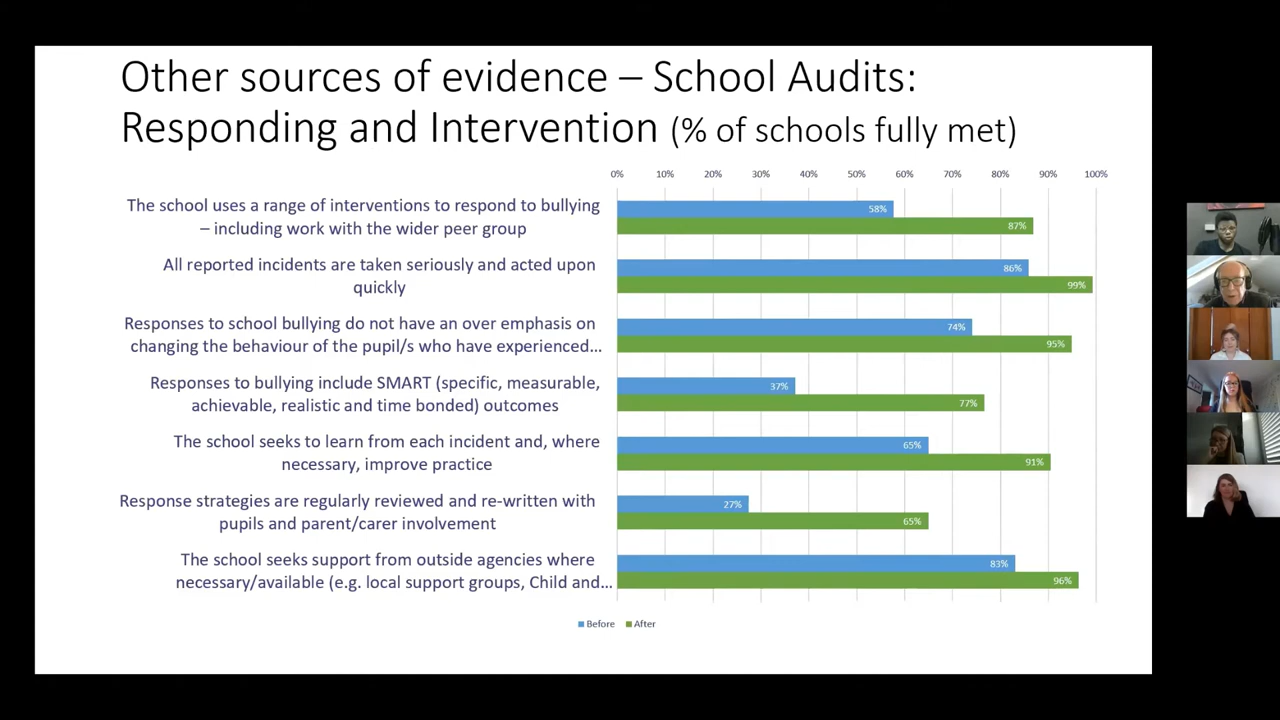 Other sources of evidence – School Audits:
Responding and Intervention (% of schools fully met)
0% 10% 20% 30% 40% 50% 60% 70% 80% 90% 100%
The school uses a range of interventions to respond to bullying
– including work with the wider peer group
58%
87%
All reported incidents are taken seriously and acted upon
quickly
86%
99%
Responses to school bullying do not have an over emphasis on
changing the behaviour of the pupil/s who have experienced…
74%
95%
Responses to bullying include SMART (specific, measurable,
achievable, realistic and time bonded) outcomes
37%
77%
The school seeks to learn from each incident and, where
necessary, improve practice
65%
91%
Response strategies are regularly reviewed and re-written with
pupils and parent/carer involvement
27%
65%
The school seeks support from outside agencies where
necessary/available (e.g. local support groups, Child and…
83%
96%
Before After